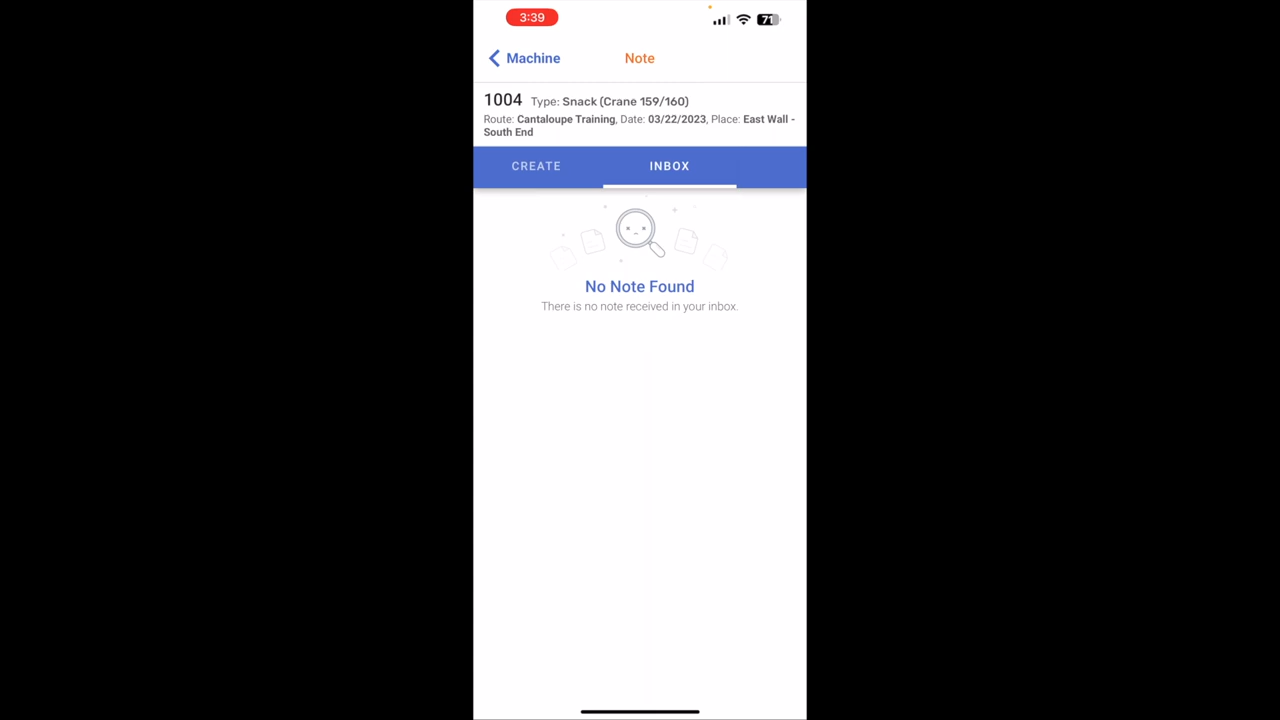 3:39
71
Machine
Note
1004 Type: Snack (Crane 159/160)
Route: Cantaloupe Training, Date: 03/22/2023, Place: East Wall -
South End
CREATE
INBOX
No Note Found
There is no note received in your inbox.